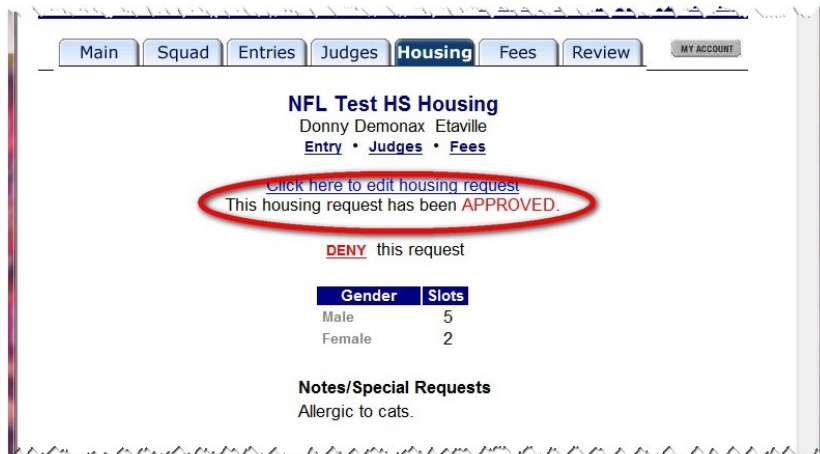 Main Squad Entries Judges Housing Fees Review MY ACCOUNT
NFL Test HS Housing
Donny Demonax Etaville
Entry • Judges • Fees
Click here to edit housing request
This housing request has been APPROVED.
DENY this request
Gender Slots
Male 5
Female 2
Notes/Special Requests
Allergic to cats.